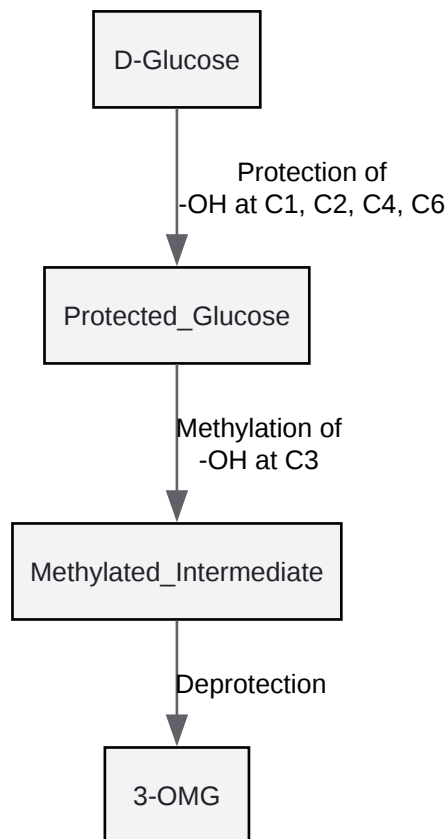 D-Glucose
Protection of
-OH at C1, C2, C4, C6
Protected_Glucose
Methylation of
-OH at C3
Methylated_Intermediate
Deprotection
3-OMG